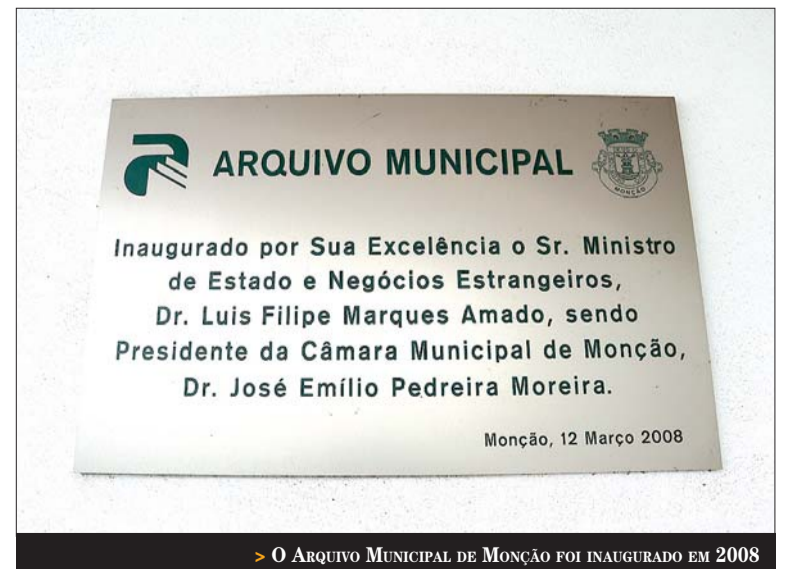 ARQUIVO MUNICIPAL
MONÇÃO
Inaugurado por Sua Excelência o Sr. Ministro
de Estado e Negócios Estrangeiros,
Dr. Luis Filipe Marques Amado, sendo
Presidente da Câmara Municipal de Monção,
Dr. José Emílio Pedreira Moreira.
Monção, 12 Março 2008
> O ARQUIVO MUNICIPAL DE MONÇÃO FOI INAUGURADO EM 2008